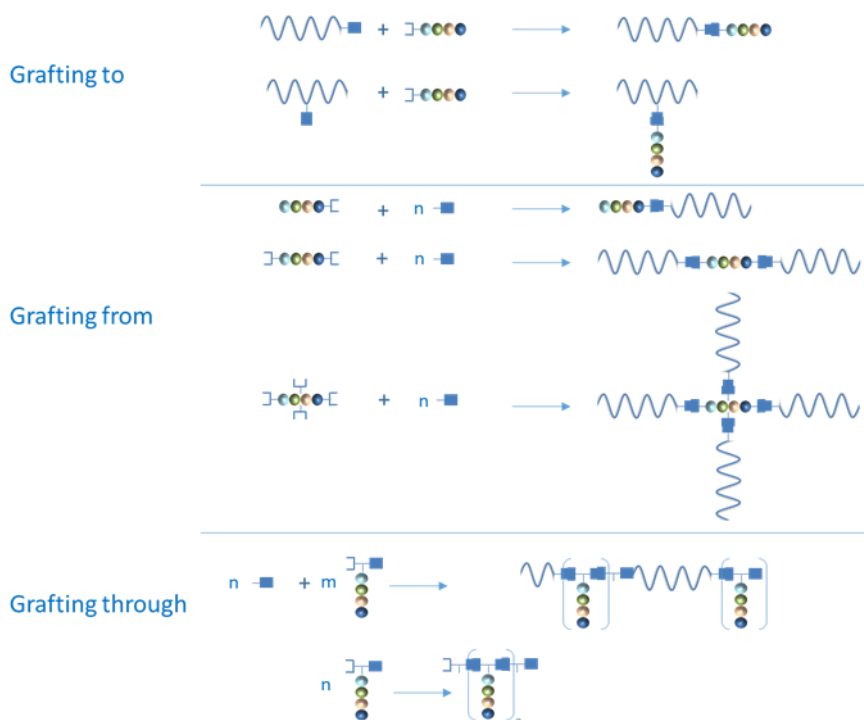 +
Grafting to
+
+ n
+ n
Grafting from
+ n
n + m
Grafting through
n